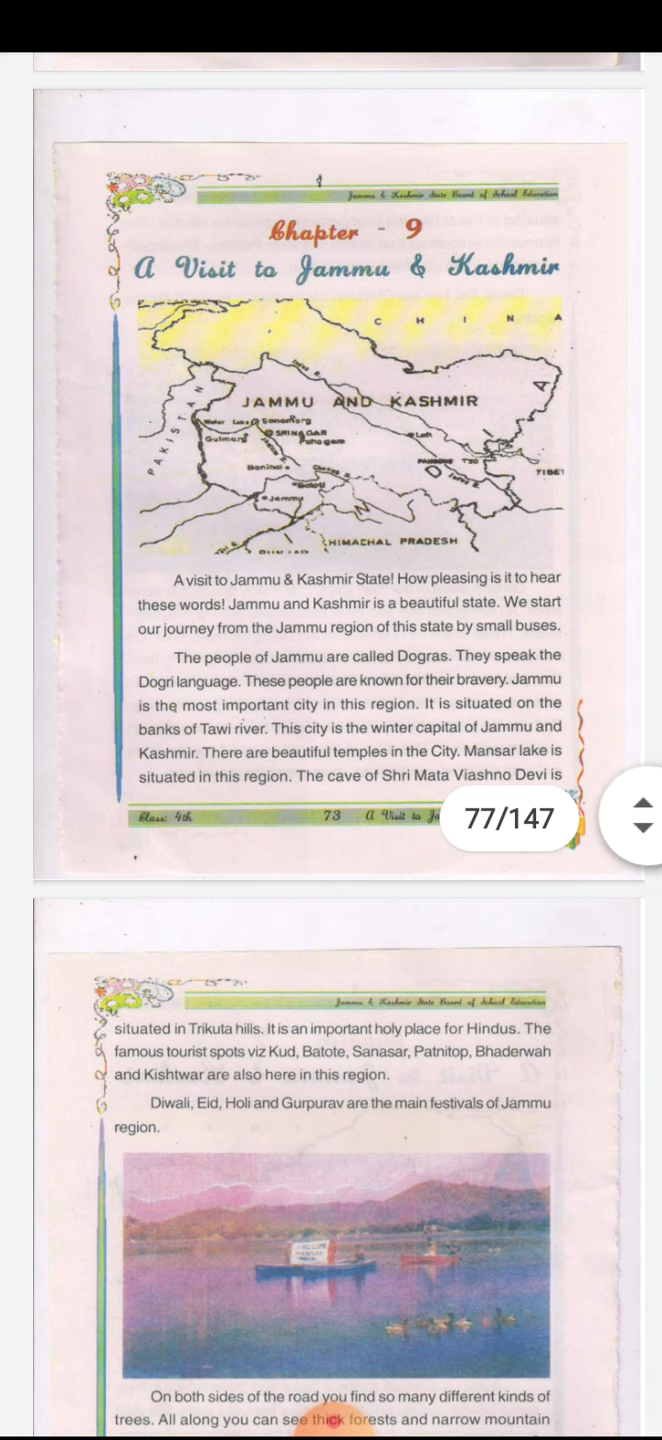 Jammu & Kashmir State Board of School Education
Chapter - 9
A Visit to Jammu & Kashmir
C H I N A
Indus R.
JAMMU AND KASHMIR
PAKISTAN
Sonamarg
SRINAGAR
Gulmarg
Pahagam
Leh
Banihal
TIBET
Batoti
Jammu
HIMACHAL PRADESH
A visit to Jammu & Kashmir State! How pleasing is it to hear
these words! Jammu and Kashmir is a beautiful state. We start
our journey from the Jammu region of this state by small buses.
The people of Jammu are called Dogras. They speak the
Dogri language. These people are known for their bravery. Jammu
is the most important city in this region. It is situated on the
banks of Tawi river. This city is the winter capital of Jammu and
Kashmir. There are beautiful temples in the City. Mansar lake is
situated in this region. The cave of Shri Mata Viashno Devi is
Class: 4th 73 A Visit to Ja
77/147
Jammu & Kashmir State Board of School Education
situated in Trikuta hills. It is an important holy place for Hindus. The
famous tourist spots viz Kud, Batote, Sanasar, Patnitop, Bhaderwah
and Kishtwar are also here in this region.
Diwali, Eid, Holi and Gurpurav are the main festivals of Jammu
region.
On both sides of the road you find so many different kinds of
trees. All along you can see thick forests and narrow mountain